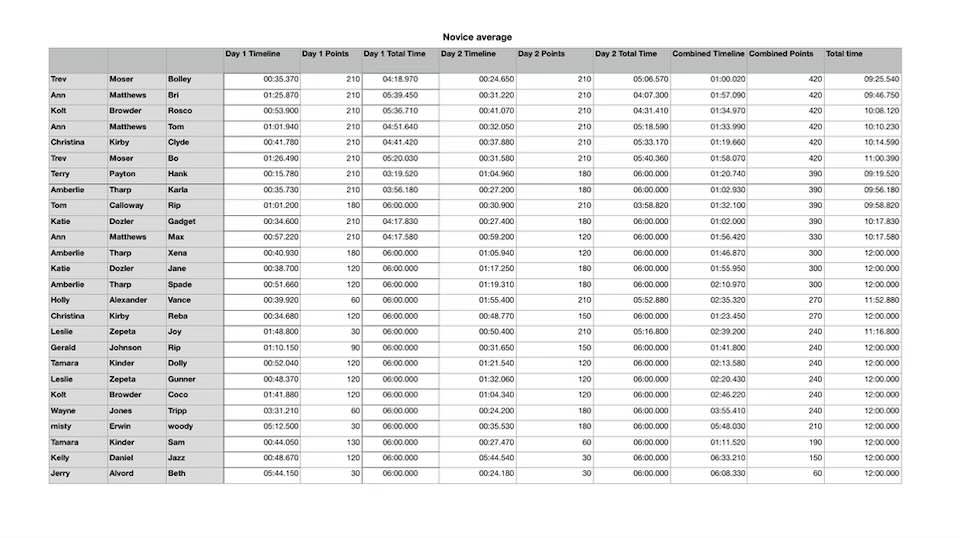 Novice average
Day 1 Timeline Day 1 Points Day 1 Total Time Day 2 Timeline Day 2 Points Day 2 Total Time Combined Timeline Combined Points Total time
Trev Moser Bolley 00:35.370 210 04:18.970 00:24.650 210 05:06.570 01:00.020 420 09:25.540
Ann Matthews Bri 01:25.870 210 05:39.450 00:31.220 210 04:07.300 01:57.090 420 09:46.750
Kolt Browder Rosco 00:53.900 210 05:36.710 00:41.070 210 04:31.410 01:34.970 420 10:08.120
Ann Matthews Tom 01:01.940 210 04:51.640 00:32.050 210 05:18.590 01:33.990 420 10:10.230
Christina Kirby Clyde 00:41.780 210 04:41.420 00:37.880 210 05:33.170 01:19.660 420 10:14.590
Trev Moser Bo 01:26.490 210 05:20.030 00:31.580 210 05:40.360 01:58.070 420 11:00.390
Terry Payton Hank 00:15.780 210 03:19.520 01:04.960 180 06:00.000 01:20.740 390 09:19.520
Amberlie Tharp Karla 00:35.730 210 03:56.180 00:27.200 180 06:00.000 01:02.930 390 09:56.180
Tom Calloway Rip 01:01.200 180 06:00.000 00:30.900 210 03:58.820 01:32.100 390 09:58.820
Katie Dozler Gadget 00:34.600 210 04:17.830 00:27.400 180 06:00.000 01:02.000 390 10:17.830
Ann Matthews Max 00:57.220 210 04:17.580 00:59.200 120 06:00.000 01:56.420 330 10:17.580
Amberlie Tharp Xena 00:40.930 180 06:00.000 01:05.940 120 06:00.000 01:46.870 300 12:00.000
Katie Dozler Jane 00:38.700 120 06:00.000 01:17.250 180 06:00.000 01:55.950 300 12:00.000
Amberlie Tharp Spade 00:51.660 120 06:00.000 01:19.310 180 06:00.000 02:10.970 300 12:00.000
Holly Alexander Vance 00:39.920 60 06:00.000 01:55.400 210 05:52.880 02:35.320 270 11:52.880
Christina Kirby Reba 00:34.680 120 06:00.000 00:48.770 150 06:00.000 01:23.450 270 12:00.000
Leslie Zepeta Joy 01:48.800 30 06:00.000 00:50.400 210 05:16.800 02:39.200 240 11:16.800
Gerald Johnson Rip 01:10.150 90 06:00.000 00:31.650 150 06:00.000 01:41.800 240 12:00.000
Tamara Kinder Dolly 00:52.040 120 06:00.000 01:21.540 120 06:00.000 02:13.580 240 12:00.000
Leslie Zepeta Gunner 00:48.370 120 06:00.000 01:32.060 120 06:00.000 02:20.430 240 12:00.000
Kolt Browder Coco 01:41.880 120 06:00.000 01:04.340 120 06:00.000 02:46.220 240 12:00.000
Wayne Jones Tripp 03:31.210 60 06:00.000 00:24.200 180 06:00.000 03:55.410 240 12:00.000
misty Erwin woody 05:12.500 30 06:00.000 00:35.530 180 06:00.000 05:48.030 210 12:00.000
Tamara Kinder Sam 00:44.050 130 06:00.000 00:27.470 60 06:00.000 01:11.520 190 12:00.000
Kelly Daniel Jazz 00:48.670 120 06:00.000 05:44.540 30 06:00.000 06:33.210 150 12:00.000
Jerry Alvord Beth 05:44.150 30 06:00.000 00:24.180 30 06:00.000 06:08.330 60 12:00.000